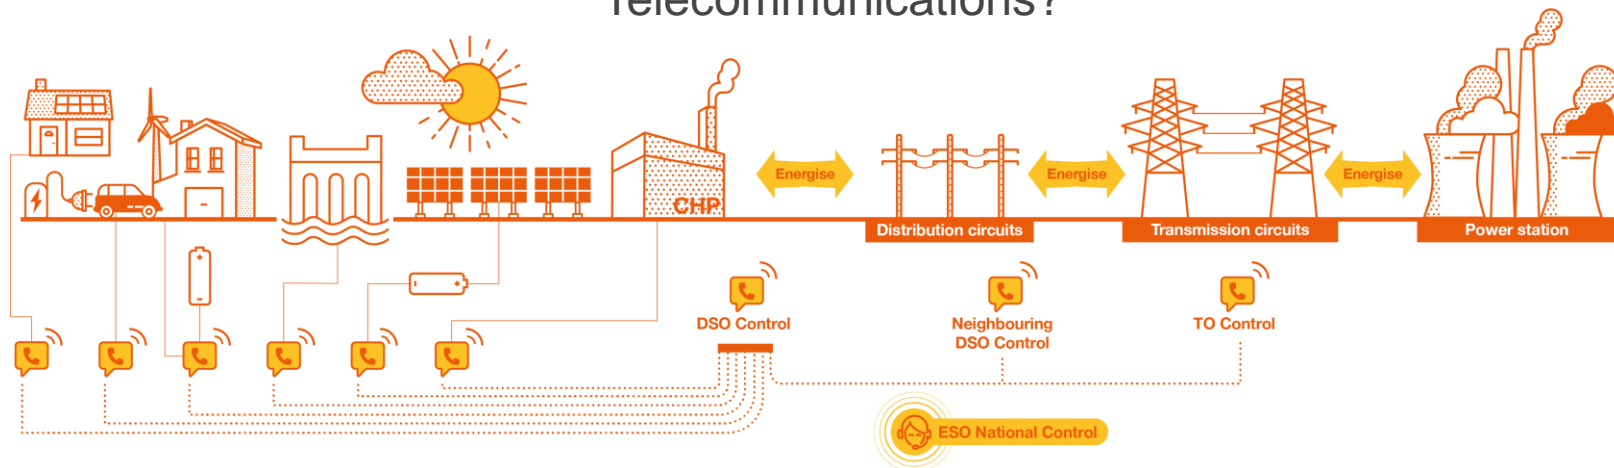 Telecommunications?
CHP
Energise
Energise
Energise
Distribution circuits
Transmission circuits
Power station
DSO Control
Neighbouring
DSO Control
TO Control
ESO National Control